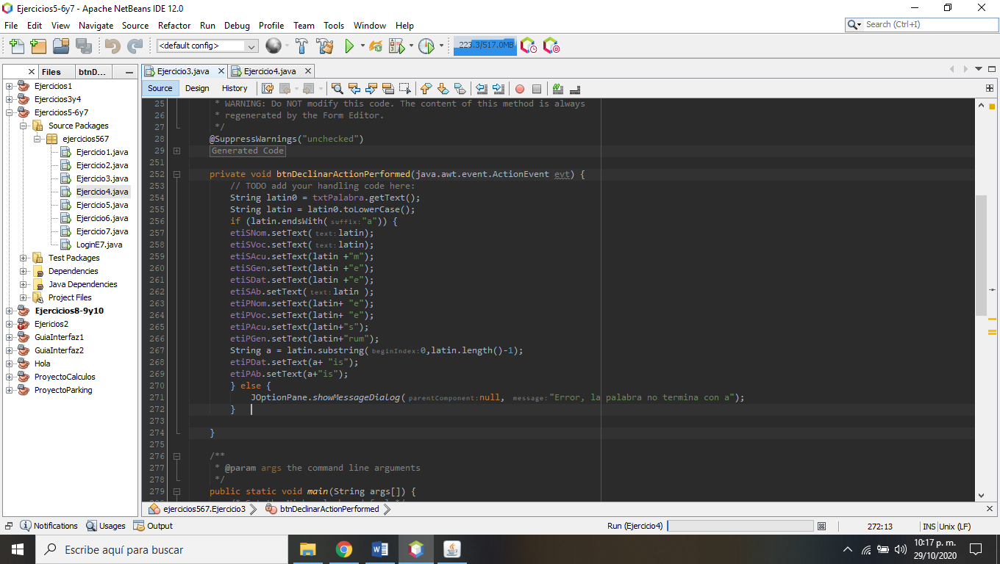 Ejercicios5-6y7 - Apache NetBeans IDE 12.0
File Edit View Navigate Source Refactor Run Debug Profile Team Tools Window Help
Search (Ctrl+I)
<default config>
223.3/517.0MB
Files
btnD...
Ejercicio3.java
Ejercicio4.java
Source Design History
Ejercicios1
Ejercicios3y4
Ejercicios5-6y7
Source Packages
ejercicios567
Ejercicio1.java
Ejercicio2.java
Ejercicio3.java
Ejercicio4.java
Ejercicio5.java
Ejercicio6.java
Ejercicio7.java
LoginE7.java
Test Packages
Dependencies
Java Dependencies
Project Files
Ejercicios8-9y10
Ejericios2
GuiaInterfaz1
GuiaInterfaz2
Hola
ProyectoCalculos
ProyectoParking
25 * WARNING: Do NOT modify this code. The content of this method is always
26 * regenerated by the Form Editor.
27 */
28 @SuppressWarnings("unchecked")
29 Generated Code
251
252 private void btnDeclinarActionPerformed(java.awt.event.ActionEvent evt) {
253 // TODO add your handling code here:
254 String latin0 = txtPalabra.getText();
255 String latin = latin0.toLowerCase();
256 if (latin.endsWith( suffix: "a")) {
257 etiSNom.setText( text: latin);
258 etiSVoc.setText( text: latin);
259 etiSAcu.setText(latin +"m");
260 etiSGen.setText(latin +"e");
261 etiSDat.setText(latin +"e");
262 etiSAb.setText( text: latin );
263 etiPNom.setText(latin+ "e");
264 etiPVoc.setText(latin+ "e");
265 etiPAcu.setText(latin+"s");
266 etiPGen.setText(latin+"rum");
267 String a = latin.substring( beginIndex: 0,latin.length()-1);
268 etiPDat.setText(a+ "is");
269 etiPAb.setText(a+"is");
270 } else {
271 JOptionPane.showMessageDialog( parentComponent: null, message: "Error, la palabra no termina con a");
272 }
273
274 }
275
276 /**
277 * @param args the command line arguments
278 */
279 public static void main(String args[]) {
ejercicios567.Ejercicio3 btnDeclinarActionPerformed
Notifications Usages Output
Run (Ejercicio4)
272:13
INS Unix (LF)
Escribe aquí para buscar
10:17 p. m.
29/10/2020